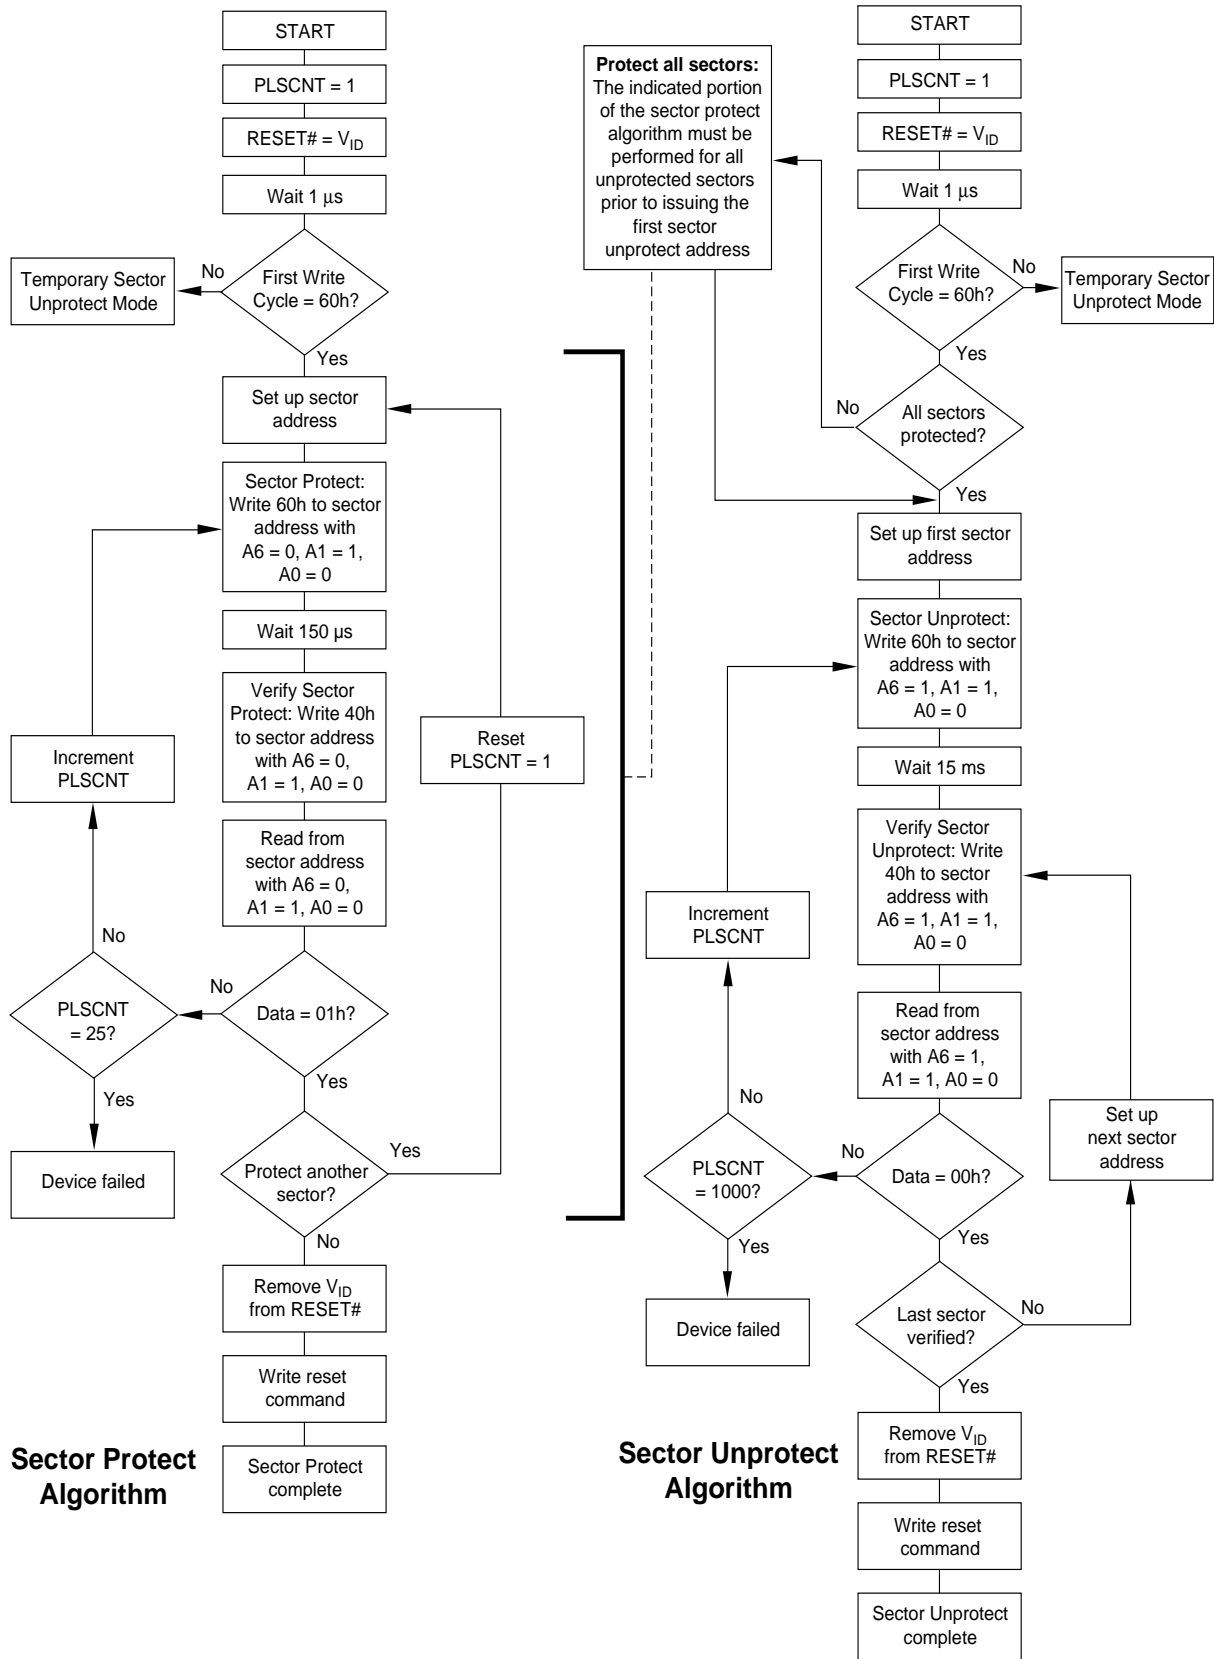 START
PLSCNT = 1
RESET# = VID
Wait 1 μs
First Write
Cycle = 60h?
No
Temporary Sector
Unprotect Mode
Yes
Set up sector
address
Sector Protect:
Write 60h to sector
address with
A6 = 0, A1 = 1,
A0 = 0
Wait 150 µs
Verify Sector
Protect: Write 40h
to sector address
with A6 = 0,
A1 = 1, A0 = 0
Reset
PLSCNT = 1
Increment
PLSCNT
Read from
sector address
with A6 = 0,
A1 = 1, A0 = 0
No
PLSCNT
= 25?
No
Data = 01h?
Yes
Yes
Device failed
Protect another
sector?
Yes
No
Remove VID
from RESET#
Write reset
command
Sector Protect
complete
Sector Protect
Algorithm
Protect all sectors:
The indicated portion
of the sector protect
algorithm must be
performed for all
unprotected sectors
prior to issuing the
first sector
unprotect address
START
PLSCNT = 1
RESET# = VID
Wait 1 μs
First Write
Cycle = 60h?
No
Temporary Sector
Unprotect Mode
Yes
No
All sectors
protected?
Yes
Set up first sector
address
Sector Unprotect:
Write 60h to sector
address with
A6 = 1, A1 = 1,
A0 = 0
Wait 15 ms
Verify Sector
Unprotect: Write
40h to sector
address with
A6 = 1, A1 = 1,
A0 = 0
Increment
PLSCNT
Read from
sector address
with A6 = 1,
A1 = 1, A0 = 0
No
PLSCNT
= 1000?
No
Data = 00h?
Set up
next sector
address
Yes
Yes
Device failed
Last sector
verified?
No
Yes
Remove VID
from RESET#
Write reset
command
Sector Unprotect
complete
Sector Unprotect
Algorithm